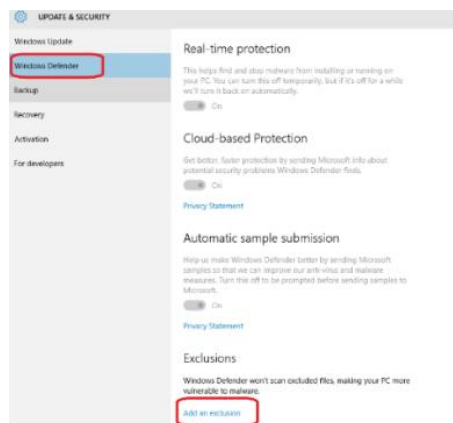 UPDATE & SECURITY
Windows Update
Windows Defender
Backup
Recovery
Activation
For developers
Real-time protection
This helps find and stop malware from installing or running on
your PC. You can turn this off temporarily, but if it's off for a while
we'll turn it back on automatically.
On
Cloud-based Protection
Get better, faster protection by sending Microsoft info about
potential security problems Windows Defender finds.
On
Privacy Statement
Automatic sample submission
Help us make Windows Defender better by sending Microsoft
samples so that we can improve our anti-virus and malware
measures. Turn this off to be prompted before sending samples to
Microsoft.
On
Privacy Statement
Exclusions
Windows Defender won't scan excluded files, making your PC more
vulnerable to malware.
Add an exclusion